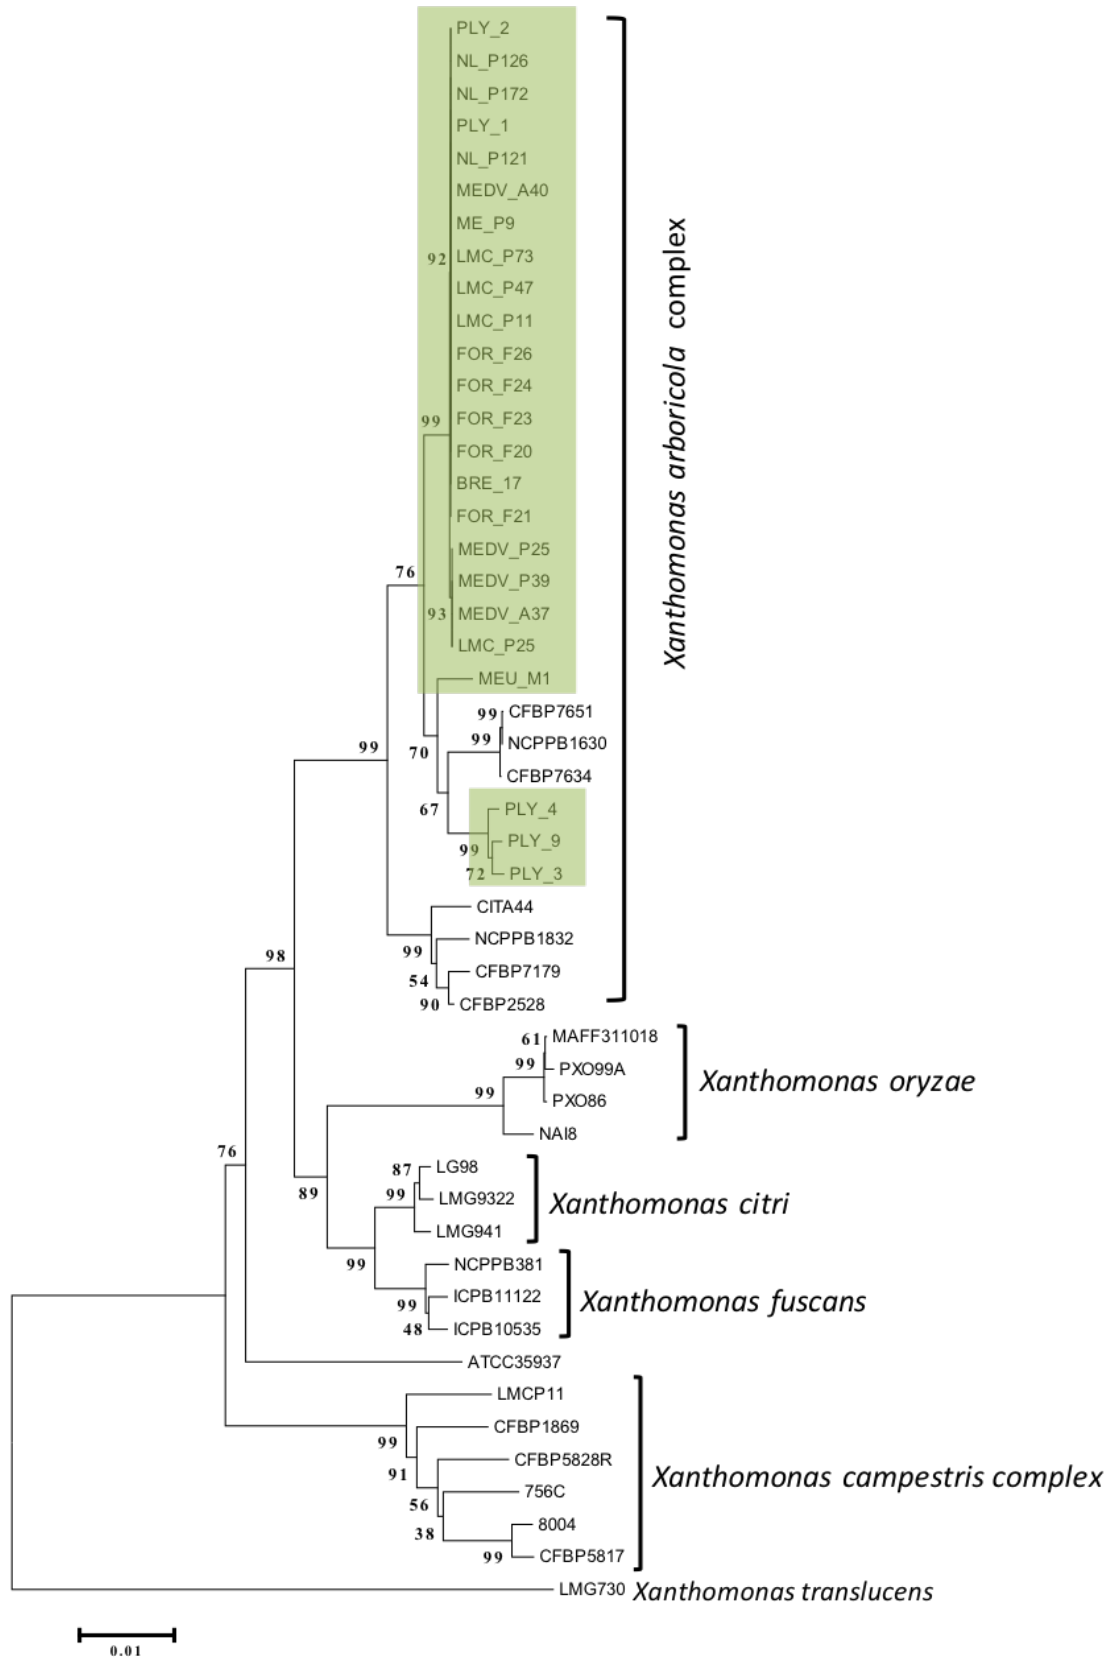 PLY_2
NL_P126
NL_P172
PLY_1
NL_P121
MEDV_A40
ME_P9
92 LMC_P73
LMC_P47
LMC_P11
FOR_F26
FOR_F24
99 FOR_F23
FOR_F20
BRE_17
FOR_F21
MEDV_P25
76 MEDV_P39
93 MEDV_A37
LMC_P25
MEU_M1
Xanthomonas arboricola complex
99 CFBP7651
99 NCPPB1630
99 70
CFBP7634
67 PLY_4
PLY_9
99
72 PLY_3
CITA44
NCPPB1832
99
98 CFBP7179
54
90 CFBP2528
61 MAFF311018
99 PXO99A
Xanthomonas oryzae
99 PXO86
NAI8
76
87 LG98
89 99 LMG9322
Xanthomonas citri
LMG941
99 NCPPB381
ICPB11122
Xanthomonas fuscans
99
48 ICPB10535
ATCC35937
LMCP11
CFBP1869
99
CFBP5828R
91
Xanthomonas campestris complex
756C
56
38 8004
99 CFBP5817
LMG730 Xanthomonas translucens
0.01